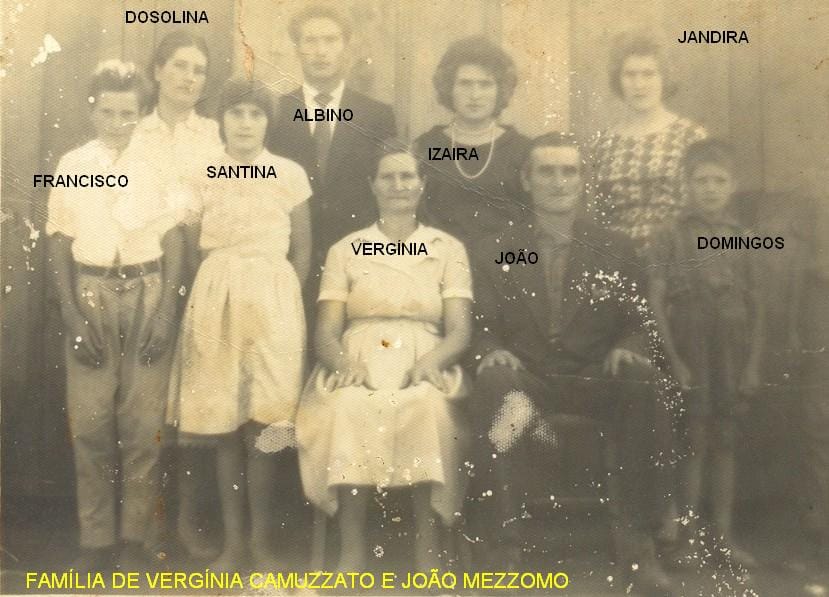 DOSOLINA
JANDIRA
ALBINO
IZAIRA
SANTINA
FRANCISCO
VERGÍNIA
DOMINGOS
JOÃO
FAMÍLIA DE VERGÍNIA CAMUZZATO E JOÃO MEZZOMO